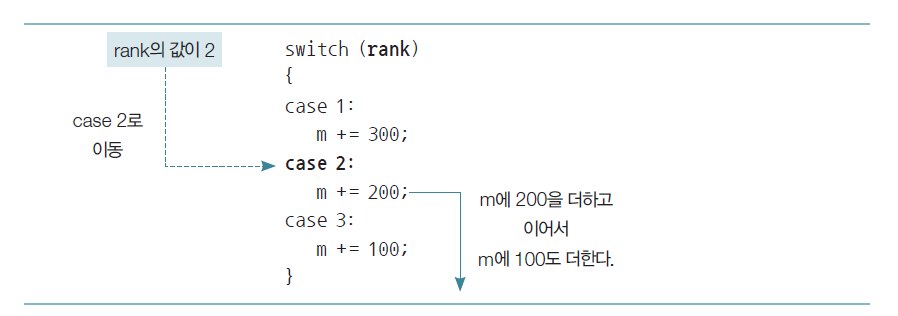 rank의 값이 2
case 2로
이동
switch (rank)
{
case 1:
m += 300;
case 2:
m += 200;
case 3:
m += 100;
}
m에 200을 더하고
이어서
m에 100도 더한다.